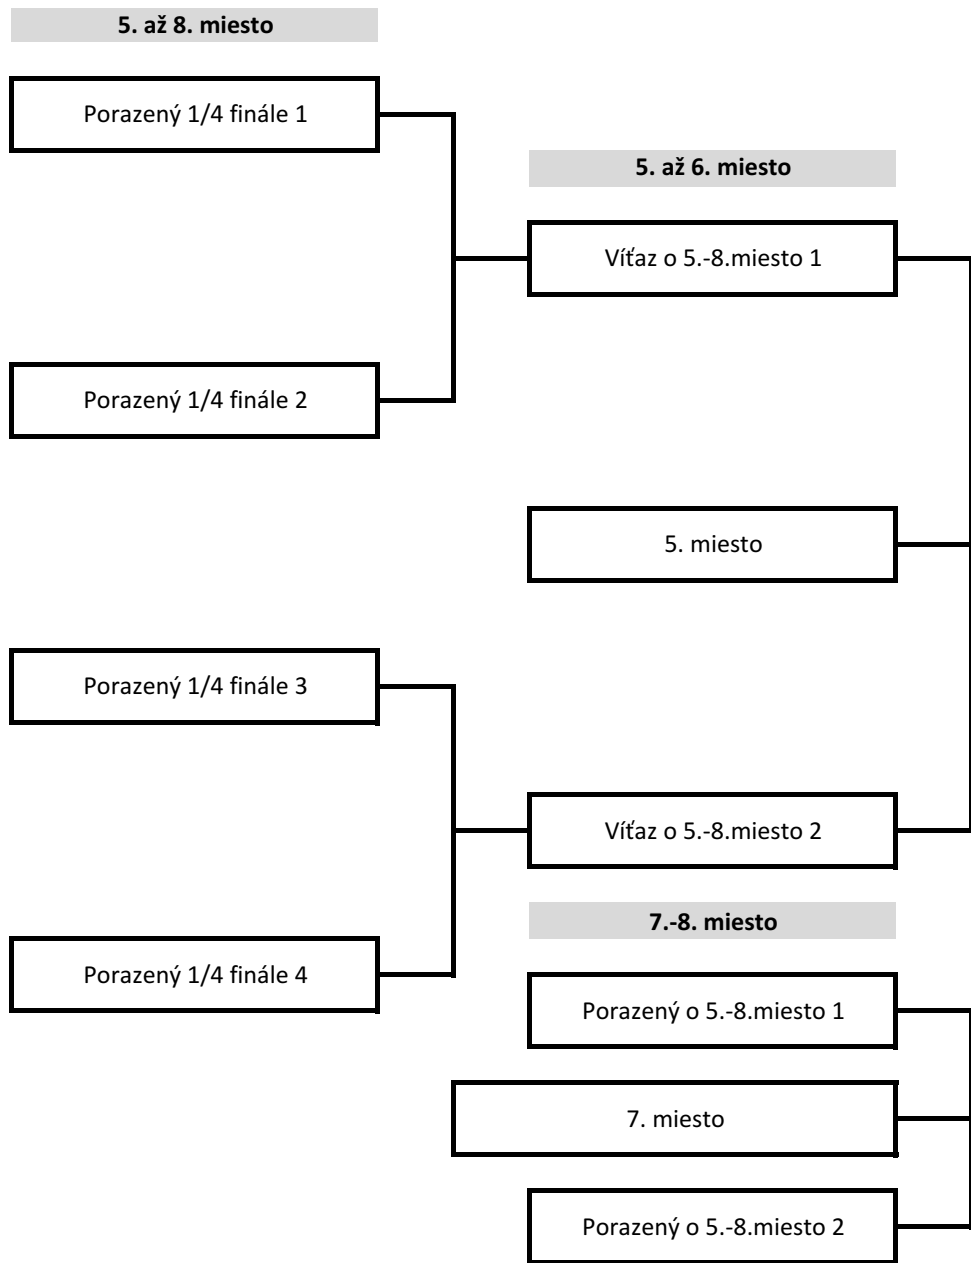 5. až 8. miesto
Porazený 1/4 finále 1
5. až 6. miesto
Víťaz o 5.-8.miesto 1
Porazený 1/4 finále 2
5. miesto
Porazený 1/4 finále 3
Víťaz o 5.-8.miesto 2
7.-8. miesto
Porazený 1/4 finále 4
Porazený o 5.-8.miesto 1
7. miesto
Porazený o 5.-8.miesto 2